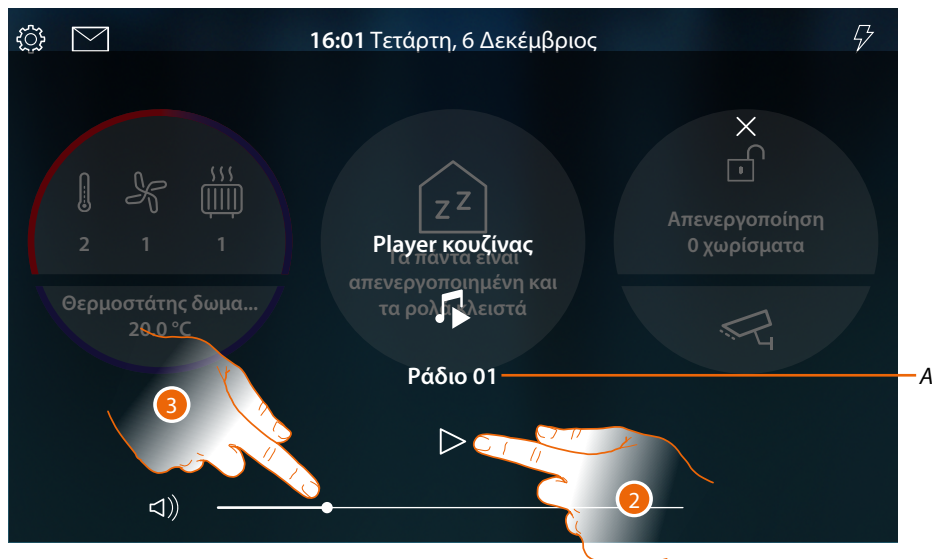 16:01 Τετάρτη, 6 Δεκέμβριος
z Z
2 1 1
Θερμοστάτης δωμα...
20.0 °C
Player κουζίνας
Τα πάντα είναι
απενεργοποιημένη και
τα ρολά κλειστά
Απενεργοποίηση
0 χωρίσματα
Ράδιο 01
A
3
2